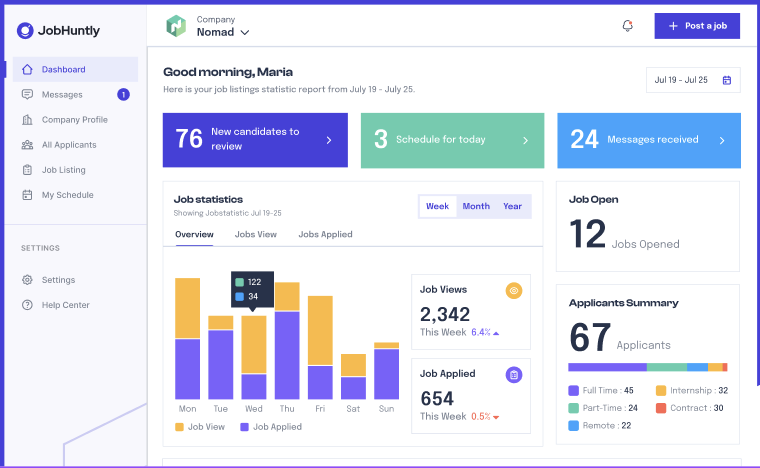 JobHuntly
Company
Nomad
Post a job
Dashboard
Messages 1
Company Profile
All Applicants
Job Listing
My Schedule
SETTINGS
Settings
Help Center
Good morning, Maria
Here is your job listings statistic report from July 19 - July 25.
Jul 19 - Jul 25
76 New candidates to
review
3 Schedule for today
24 Messages received
Job statistics
Showing Jobstatistic Jul 19-25
Week Month Year
Overview Jobs View Jobs Applied
122
34
Mon Tue Wed Thu Fri Sat Sun
Job View Job Applied
Job Views
2,342
This Week 6.4%
Job Applied
654
This Week 0.5%
Job Open
12 Jobs Opened
Applicants Summary
67 Applicants
Full Time : 45 Internship : 32
Part-Time : 24 Contract : 30
Remote : 22